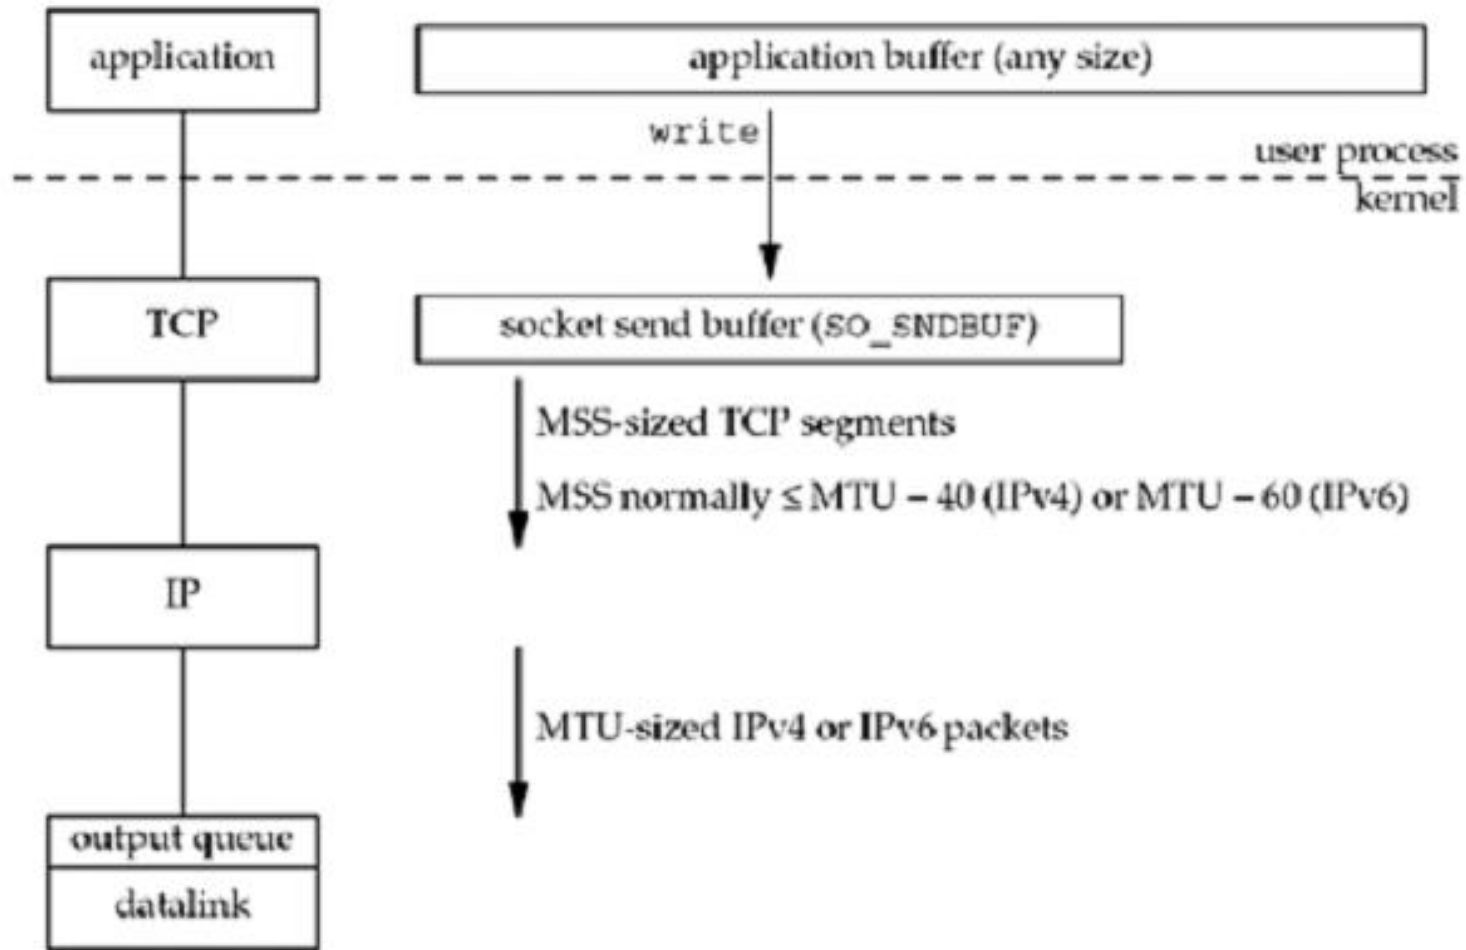 application
application buffer (any size)
write
user process
kernel
TCP
socket send buffer (SO_SNDBUF)
MSS-sized TCP segments
MSS normally ≤ MTU – 40 (IPv4) or MTU – 60 (IPv6)
IP
MTU-sized IPv4 or IPv6 packets
output queue
datalink